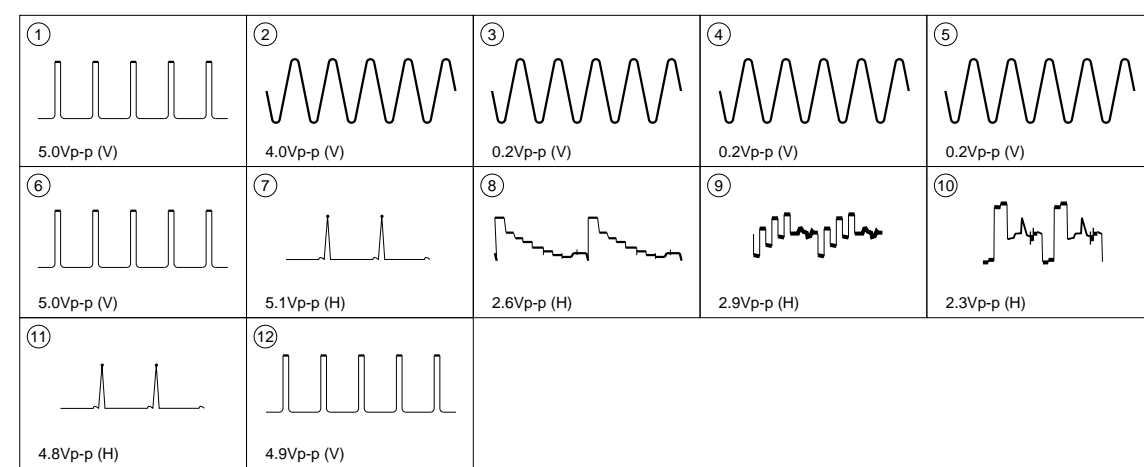 ① ② ③ ④ ⑤
5.0Vp-p (V) 4.0Vp-p (V) 0.2Vp-p (V) 0.2Vp-p (V) 0.2Vp-p (V)
⑥ ⑦ ⑧ ⑨ ⑩
5.0Vp-p (V) 5.1Vp-p (H) 2.6Vp-p (H) 2.9Vp-p (H) 2.3Vp-p (H)
⑪ ⑫
4.8Vp-p (H) 4.9Vp-p (V)